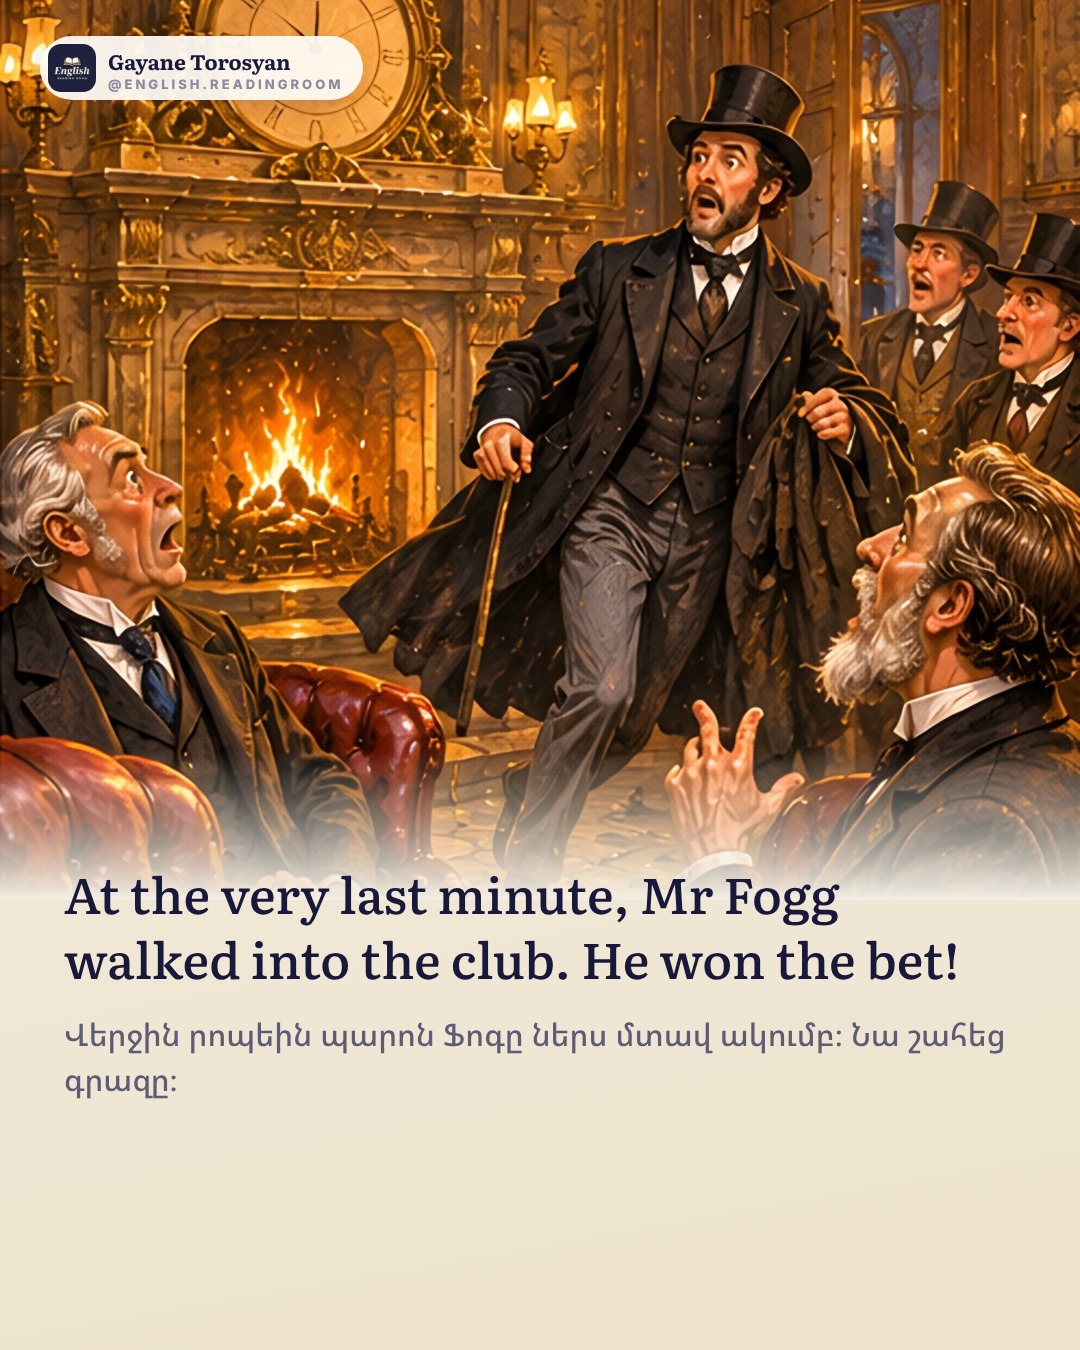 English
Gayane Torosyan
@ENGLISH.READINGROOM
At the very last minute, Mr Fogg
walked into the club. He won the bet!
Վերջին րոպեին պարոն Ֆոգը ներս մտավ ակումբ: Նա շահեց
գրազը: